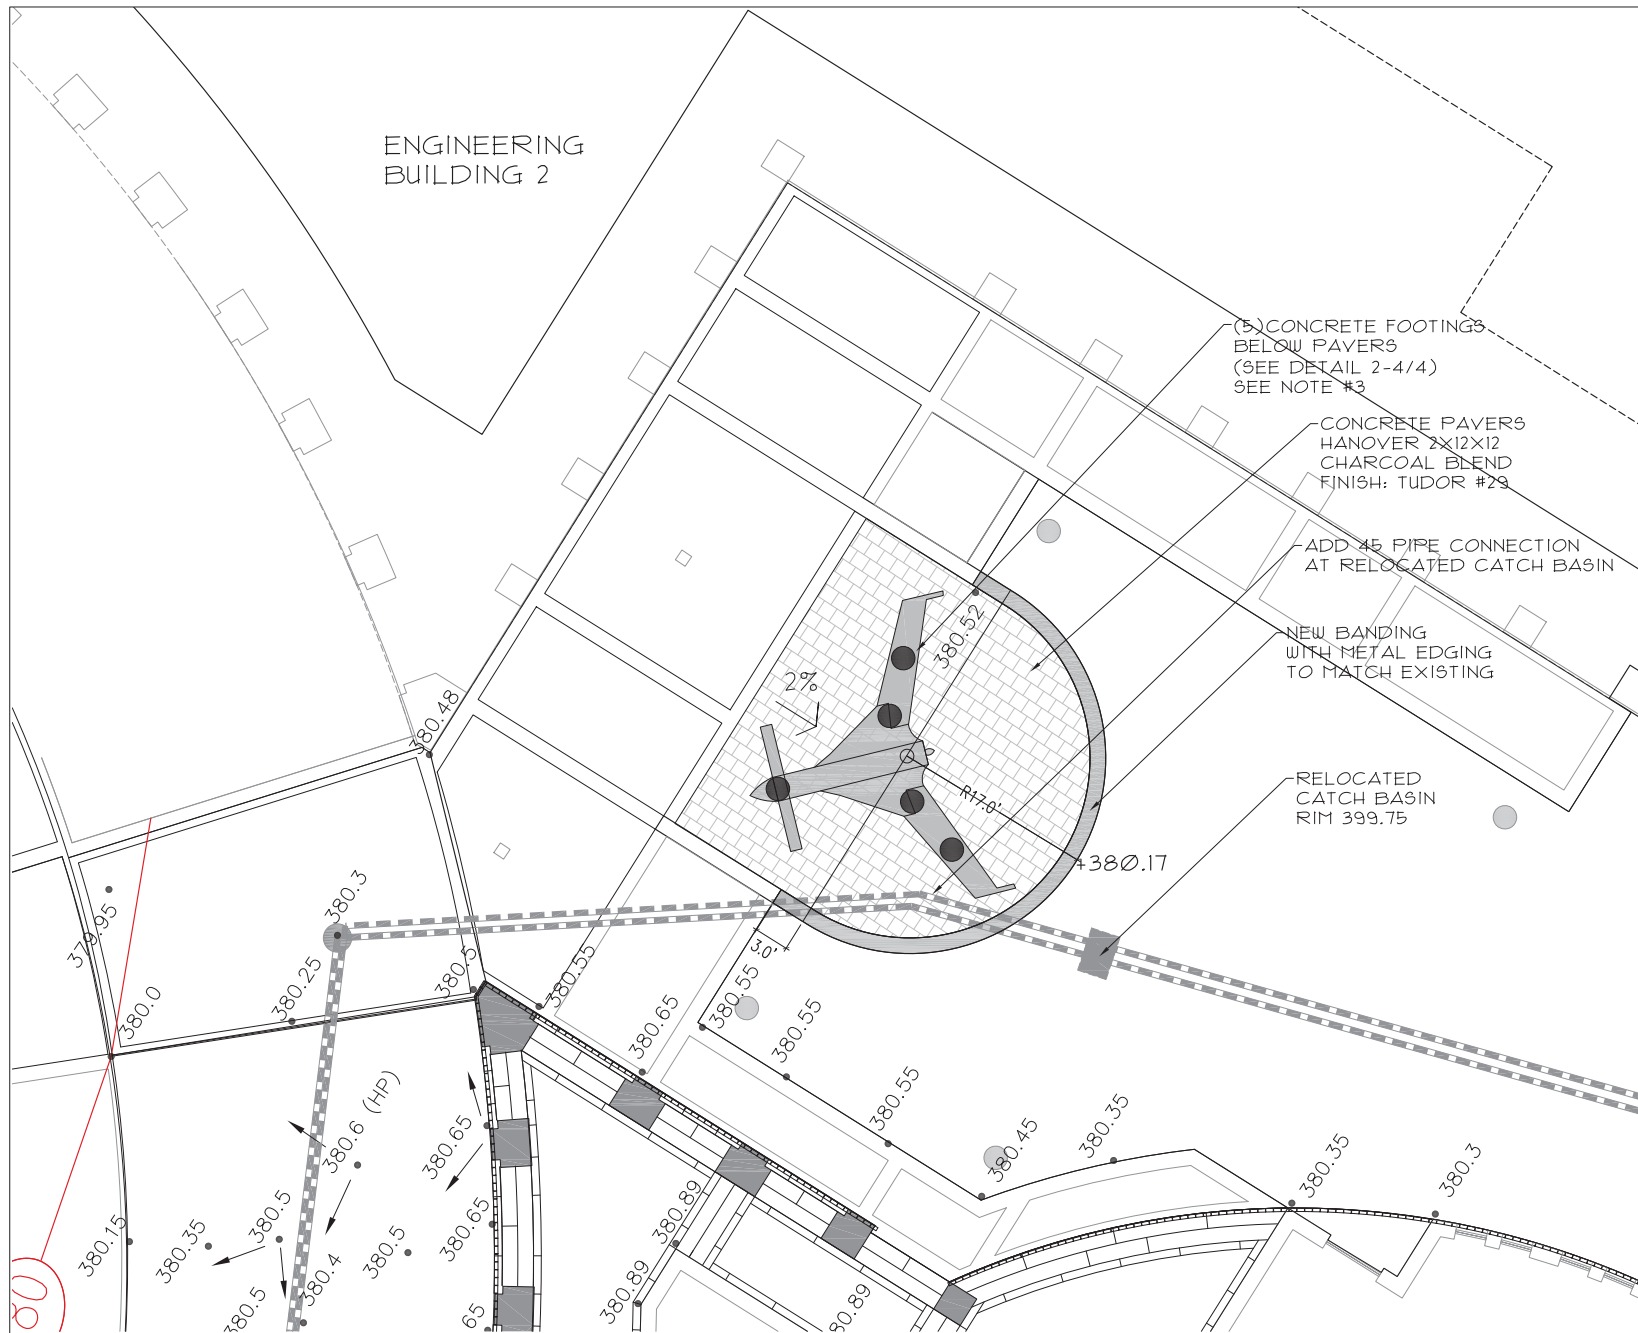 ENGINEERING
BUILDING 2
(5)CONCRETE FOOTINGS
BELOW PAVERS
(SEE DETAIL 2-4/4)
SEE NOTE #3
CONCRETE PAVERS
HANOVER 2X12X12
CHARCOAL BLEND
FINISH: TUDOR #29
ADD 45 PIPE CONNECTION
AT RELOCATED CATCH BASIN
NEW BANDING
WITH METAL EDGING
TO MATCH EXISTING
RELOCATED
CATCH BASIN
RIM 399.75
380.52
2%
380.48
R17.0'
+380.17
3.0'
380.3
379.95
380.25
380.0
380.5
380.55
380.65
380.55
380.55
380.55
380.45
380.35
380.35
380.3
380.6 (HP)
380.65
380.65
380.5
380.5
380.35
380.15
380.4
380.5
380.89
380.89
80.89
65
80